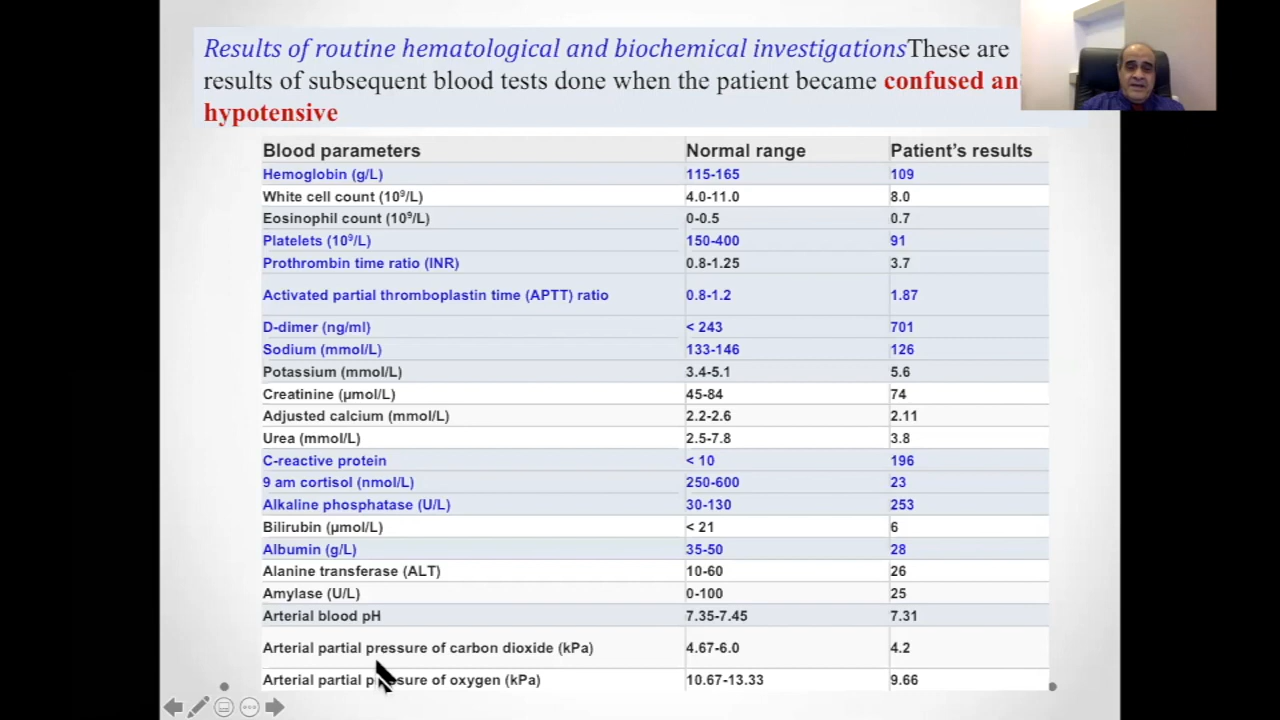 Results of routine hematological and biochemical investigationsThese are
results of subsequent blood tests done when the patient became confused
hypotensive
Blood parameters Normal range Patient’s results
Hemoglobin (g/L) 115-165 109
White cell count (10⁹/L) 4.0-11.0 8.0
Eosinophil count (10⁹/L) 0-0.5 0.7
Platelets (10⁹/L) 150-400 91
Prothrombin time ratio (INR) 0.8-1.25 3.7
Activated partial thromboplastin time (APTT) ratio 0.8-1.2 1.87
D-dimer (ng/ml) < 243 701
Sodium (mmol/L) 133-146 126
Potassium (mmol/L) 3.4-5.1 5.6
Creatinine (µmol/L) 45-84 74
Adjusted calcium (mmol/L) 2.2-2.6 2.11
Urea (mmol/L) 2.5-7.8 3.8
C-reactive protein < 10 196
9 am cortisol (nmol/L) 250-600 23
Alkaline phosphatase (U/L) 30-130 253
Bilirubin (µmol/L) < 21 6
Albumin (g/L) 35-50 28
Alanine transferase (ALT) 10-60 26
Amylase (U/L) 0-100 25
Arterial blood pH 7.35-7.45 7.31
Arterial partial pressure of carbon dioxide (kPa) 4.67-6.0 4.2
Arterial partial pressure of oxygen (kPa) 10.67-13.33 9.66